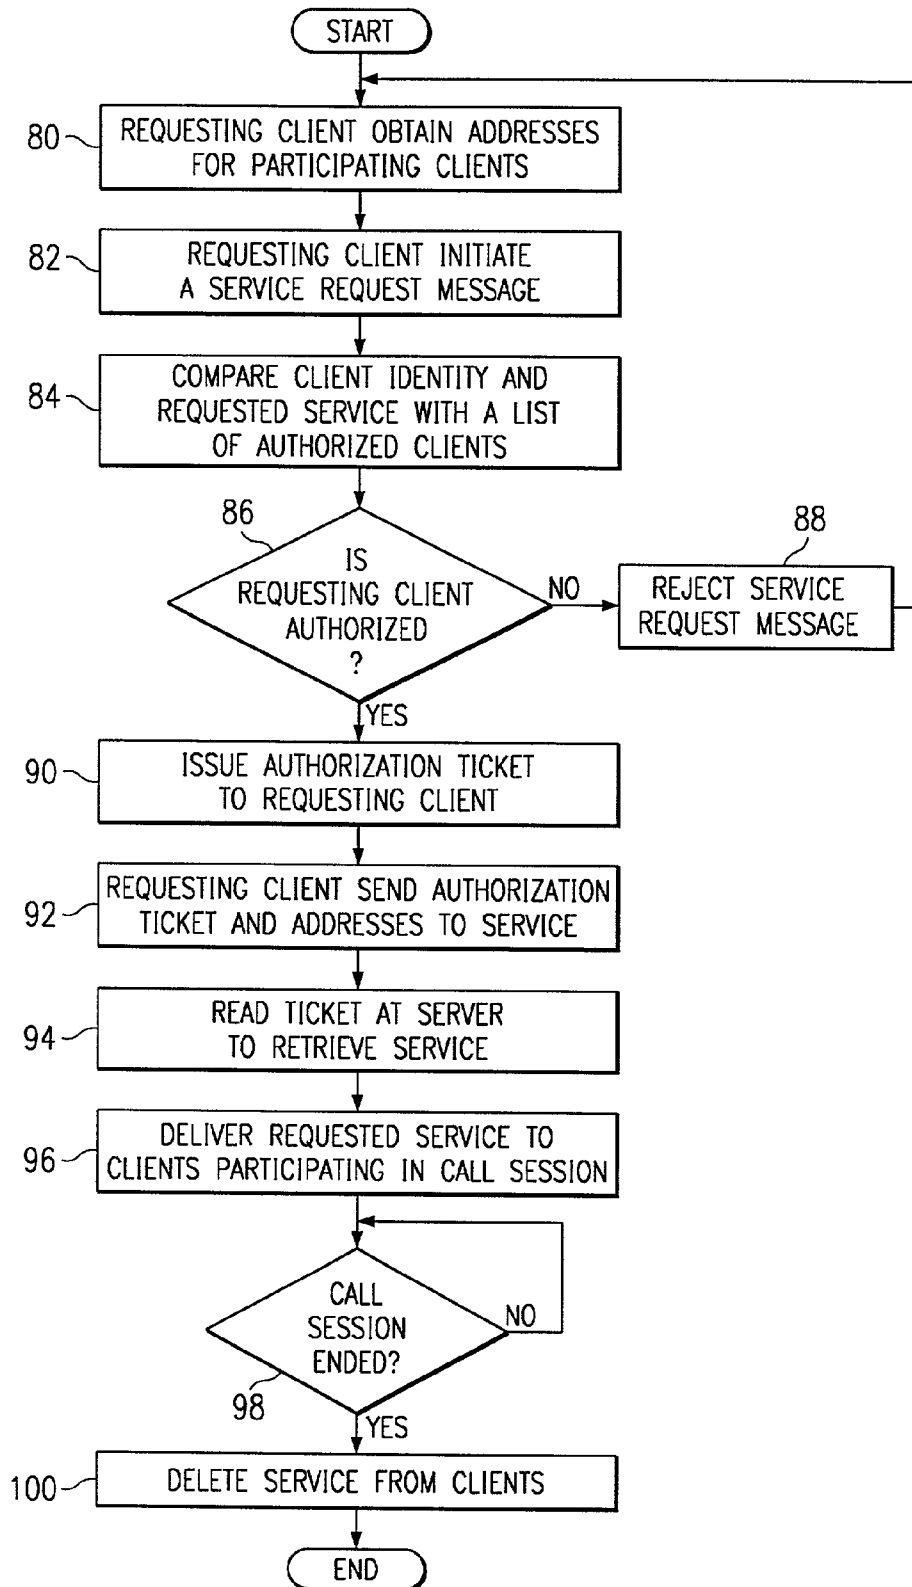 START
80
REQUESTING CLIENT OBTAIN ADDRESSES
FOR PARTICIPATING CLIENTS
82
REQUESTING CLIENT INITIATE
A SERVICE REQUEST MESSAGE
84
COMPARE CLIENT IDENTITY AND
REQUESTED SERVICE WITH A LIST
OF AUTHORIZED CLIENTS
86
IS
REQUESTING CLIENT
AUTHORIZED
?
NO
88
REJECT SERVICE
REQUEST MESSAGE
YES
90
ISSUE AUTHORIZATION TICKET
TO REQUESTING CLIENT
92
REQUESTING CLIENT SEND AUTHORIZATION
TICKET AND ADDRESSES TO SERVICE
94
READ TICKET AT SERVER
TO RETRIEVE SERVICE
96
DELIVER REQUESTED SERVICE TO
CLIENTS PARTICIPATING IN CALL SESSION
CALL
SESSION
ENDED?
NO
98
YES
100
DELETE SERVICE FROM CLIENTS
END